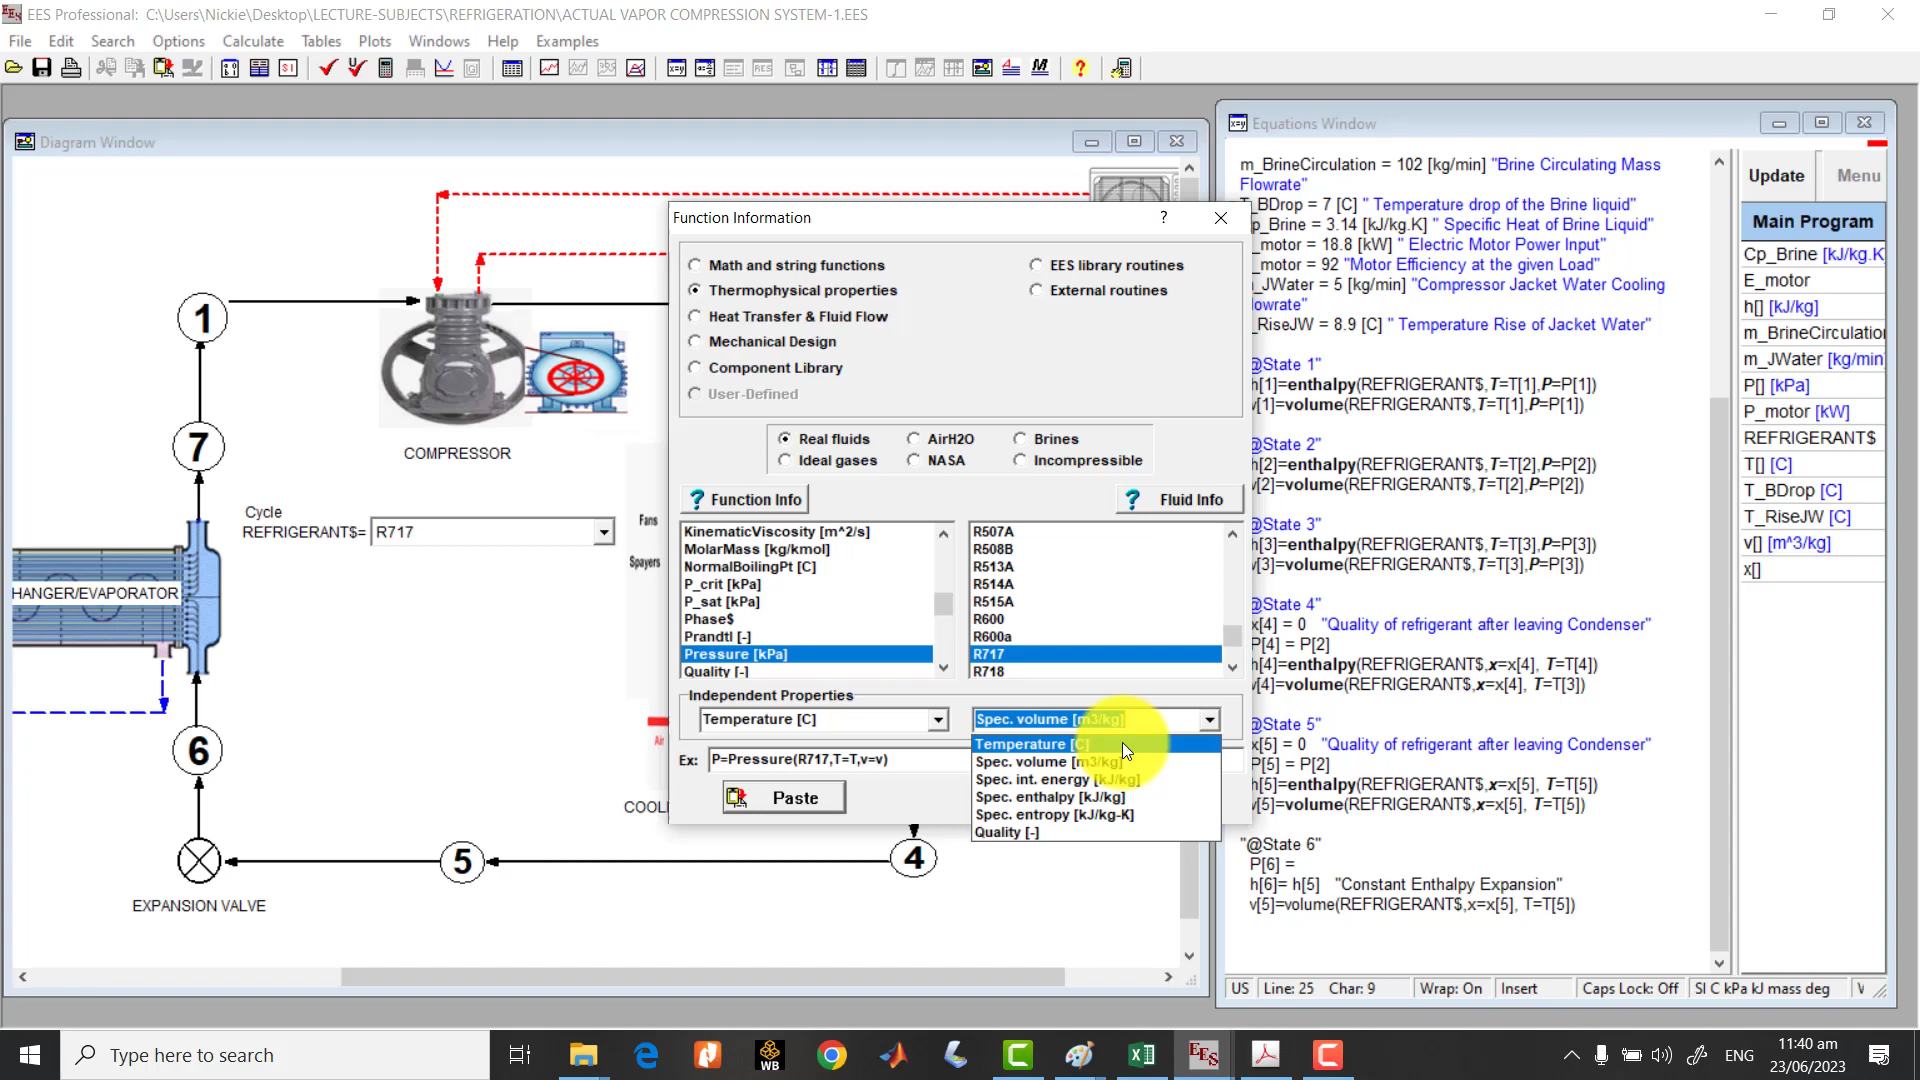 EES Professional: C:\Users\Nickie\Desktop\LECTURE-SUBJECTS\REFRIGERATION\ACTUAL VAPOR COMPRESSION SYSTEM-1.EES
File Edit Search Options Calculate Tables Plots Windows Help Examples
Diagram Window
1
7
6
5
4
COMPRESSOR
Cycle
REFRIGERANT$= R717
HANGER/EVAPORATOR
EXPANSION VALVE
Fans
Spayers
Air
COOL
Function Information
Math and string functions
Thermophysical properties
Heat Transfer & Fluid Flow
Mechanical Design
Component Library
User-Defined
EES library routines
External routines
Real fluids AirH2O Brines
Ideal gases NASA Incompressible
? Function Info
? Fluid Info
KinematicViscosity [m^2/s]
MolarMass [kg/kmol]
NormalBoilingPt [C]
P_crit [kPa]
P_sat [kPa]
Phase$
Prandtl [-]
Pressure [kPa]
Quality [-]
R507A
R508B
R513A
R514A
R515A
R600
R600a
R717
R718
Independent Properties
Temperature [C]
Spec. volume [m3/kg]
Temperature [C]
Spec. volume [m3/kg]
Spec. int. energy [kJ/kg]
Spec. enthalpy [kJ/kg]
Spec. entropy [kJ/kg-K]
Quality [-]
Ex: P=Pressure(R717,T=T,v=v)
Paste
Equations Window
m_BrineCirculation = 102 [kg/min] "Brine Circulating Mass
Flowrate"
T_BDrop = 7 [C] " Temperature drop of the Brine liquid"
p_Brine = 3.14 [kJ/kg.K] " Specific Heat of Brine Liquid"
_motor = 18.8 [kW] " Electric Motor Power Input"
_motor = 92 "Motor Efficiency at the given Load"
_JWater = 5 [kg/min] "Compressor Jacket Water Cooling
lowrate"
_RiseJW = 8.9 [C] " Temperature Rise of Jacket Water"
@State 1"
h[1]=enthalpy(REFRIGERANT$,T=T[1],P=P[1])
v[1]=volume(REFRIGERANT$,T=T[1],P=P[1])
@State 2"
h[2]=enthalpy(REFRIGERANT$,T=T[2],P=P[2])
v[2]=volume(REFRIGERANT$,T=T[2],P=P[2])
@State 3"
h[3]=enthalpy(REFRIGERANT$,T=T[3],P=P[3])
v[3]=volume(REFRIGERANT$,T=T[3],P=P[3])
@State 4"
x[4] = 0 "Quality of refrigerant after leaving Condenser"
P[4] = P[2]
h[4]=enthalpy(REFRIGERANT$,x=x[4], T=T[4])
v[4]=volume(REFRIGERANT$,x=x[4], T=T[3])
@State 5"
x[5] = 0 "Quality of refrigerant after leaving Condenser"
P[5] = P[2]
h[5]=enthalpy(REFRIGERANT$,x=x[5], T=T[5])
v[5]=volume(REFRIGERANT$,x=x[5], T=T[5])
"@State 6"
P[6] =
h[6]= h[5] "Constant Enthalpy Expansion"
v[5]=volume(REFRIGERANT$,x=x[5], T=T[5])
Update Menu
Main Program
Cp_Brine [kJ/kg.K
E_motor
h[] [kJ/kg]
m_BrineCirculation
m_JWater [kg/min]
P[] [kPa]
P_motor [kW]
REFRIGERANT$
T[] [C]
T_BDrop [C]
T_RiseJW [C]
v[] [m^3/kg]
x[]
US Line: 25 Char: 9 Wrap: On Insert Caps Lock: Off SI C kPa kJ mass deg
Type here to search
WB
EES
ENG
11:40 am
23/06/2023